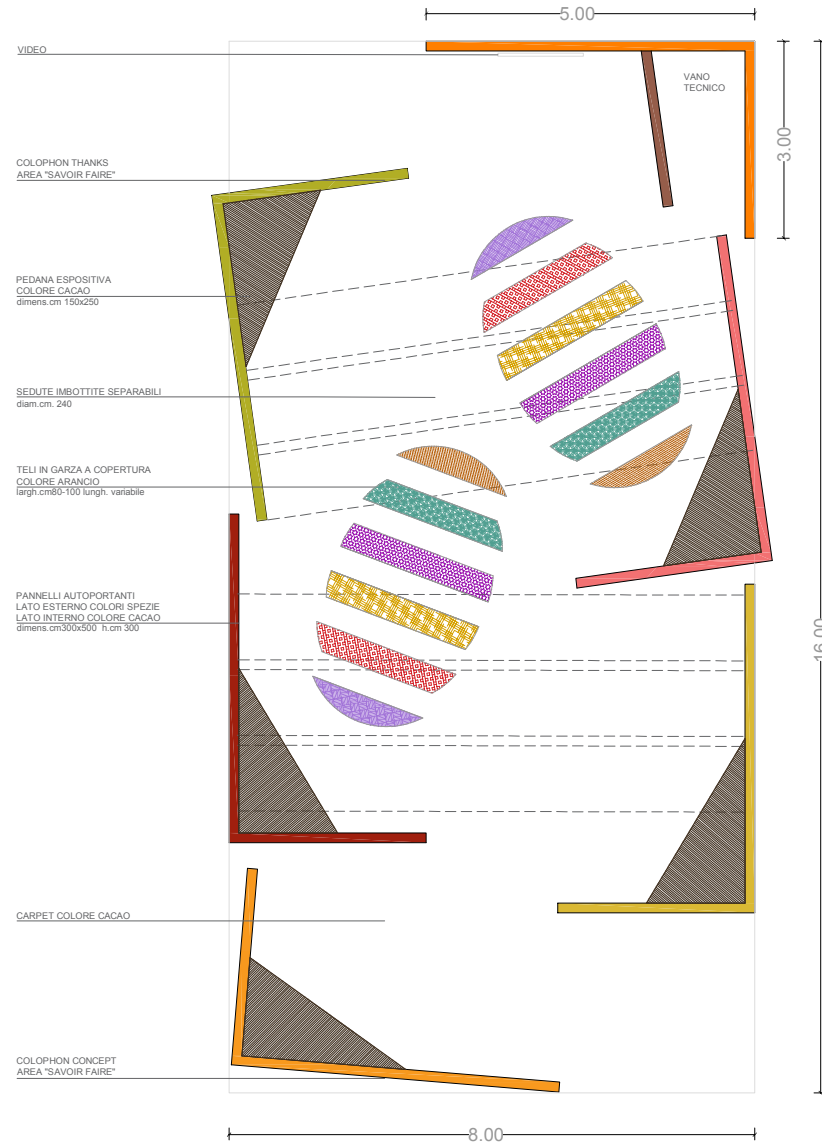 5.00
VIDEO
VANO
TECNICO
3.00
COLOPHON THANKS
AREA "SAVOIR FAIRE"
PEDANA ESPOSITIVA
COLORE CACAO
dimens.cm 150x250
SEDUTE IMBOTTITE SEPARABILI
diam.cm. 240
TELI IN GARZA A COPERTURA
COLORE ARANCIO
largh.cm80-100 lungh. variabile
PANNELLI AUTOPORTANTI
LATO ESTERNO COLORI SPEZIE
LATO INTERNO COLORE CACAO
dimens.cm300x500 h.cm 300
16.00
CARPET COLORE CACAO
COLOPHON CONCEPT
AREA "SAVOIR FAIRE"
8.00